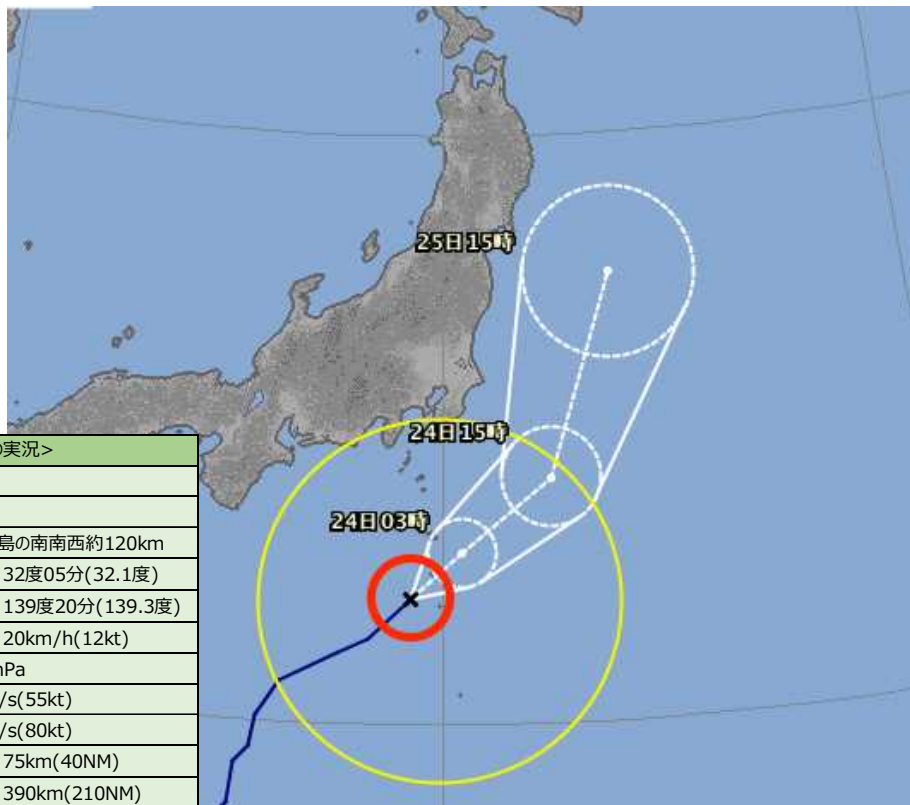 25日15時
24日15時
24日03時
の実況>
島の南南西約120km
32度05分(32.1度)
139度20分(139.3度)
20km/h(12kt)
hPa
/s(55kt)
/s(80kt)
75km(40NM)
390km(210NM)